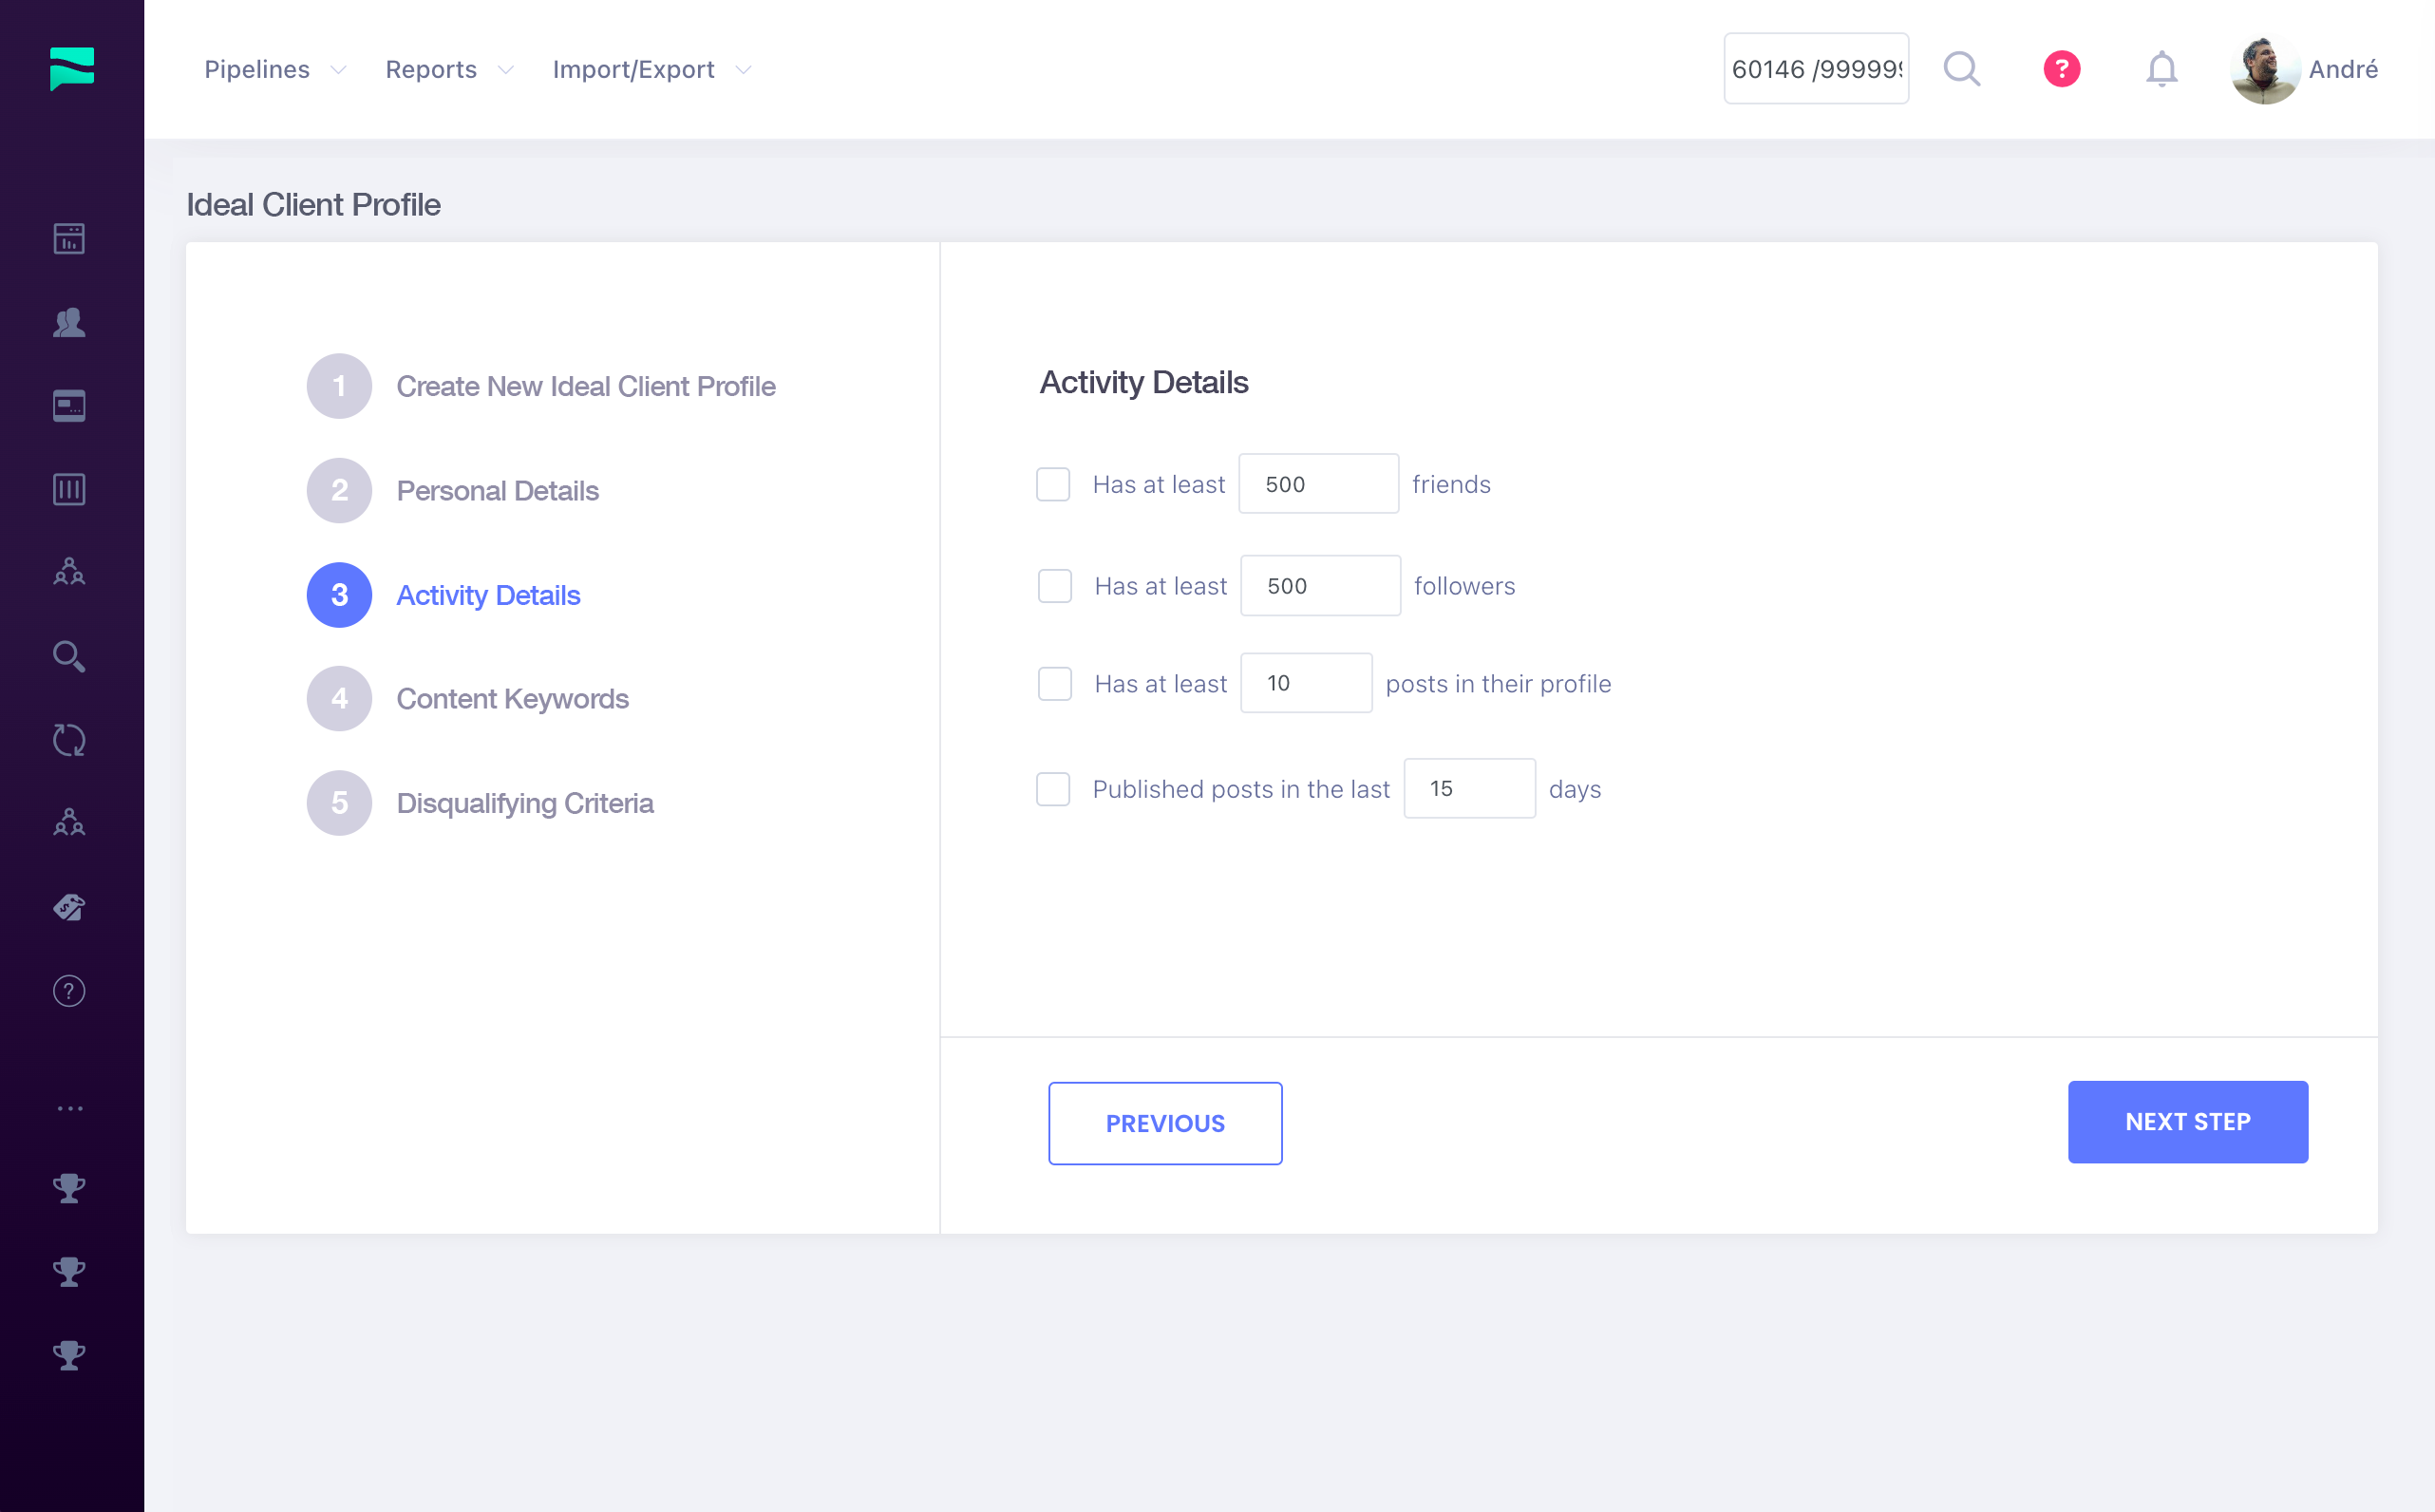 Pipelines
Reports
Import/Export
60146 /99999
?
André
Ideal Client Profile
1 Create New Ideal Client Profile
2 Personal Details
3 Activity Details
4 Content Keywords
5 Disqualifying Criteria
Activity Details
Has at least 500 friends
Has at least 500 followers
Has at least 10 posts in their profile
Published posts in the last 15 days
PREVIOUS
NEXT STEP